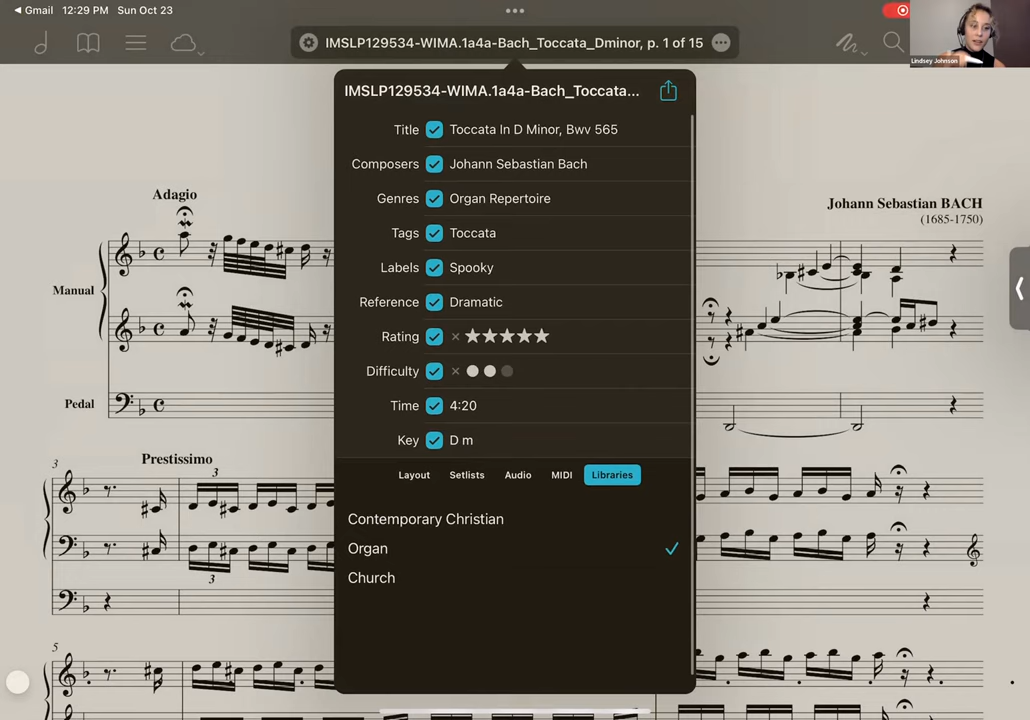 Gmail 12:29 PM Sun Oct 23
IMSLP129534-WIMA.1a4a-Bach_Toccata_Dminor, p. 1 of 15
Lindsey Johnson
IMSLP129534-WIMA.1a4a-Bach_Toccata...
Title Toccata In D Minor, Bwv 565
Composers Johann Sebastian Bach
Genres Organ Repertoire
Tags Toccata
Labels Spooky
Reference Dramatic
Rating
Difficulty
Time 4:20
Key D m
Layout Setlists Audio MIDI Libraries
Contemporary Christian
Organ
Church
Adagio
Johann Sebastian BACH
(1685-1750)
Manual
Pedal
3
Prestissimo
3
3
5